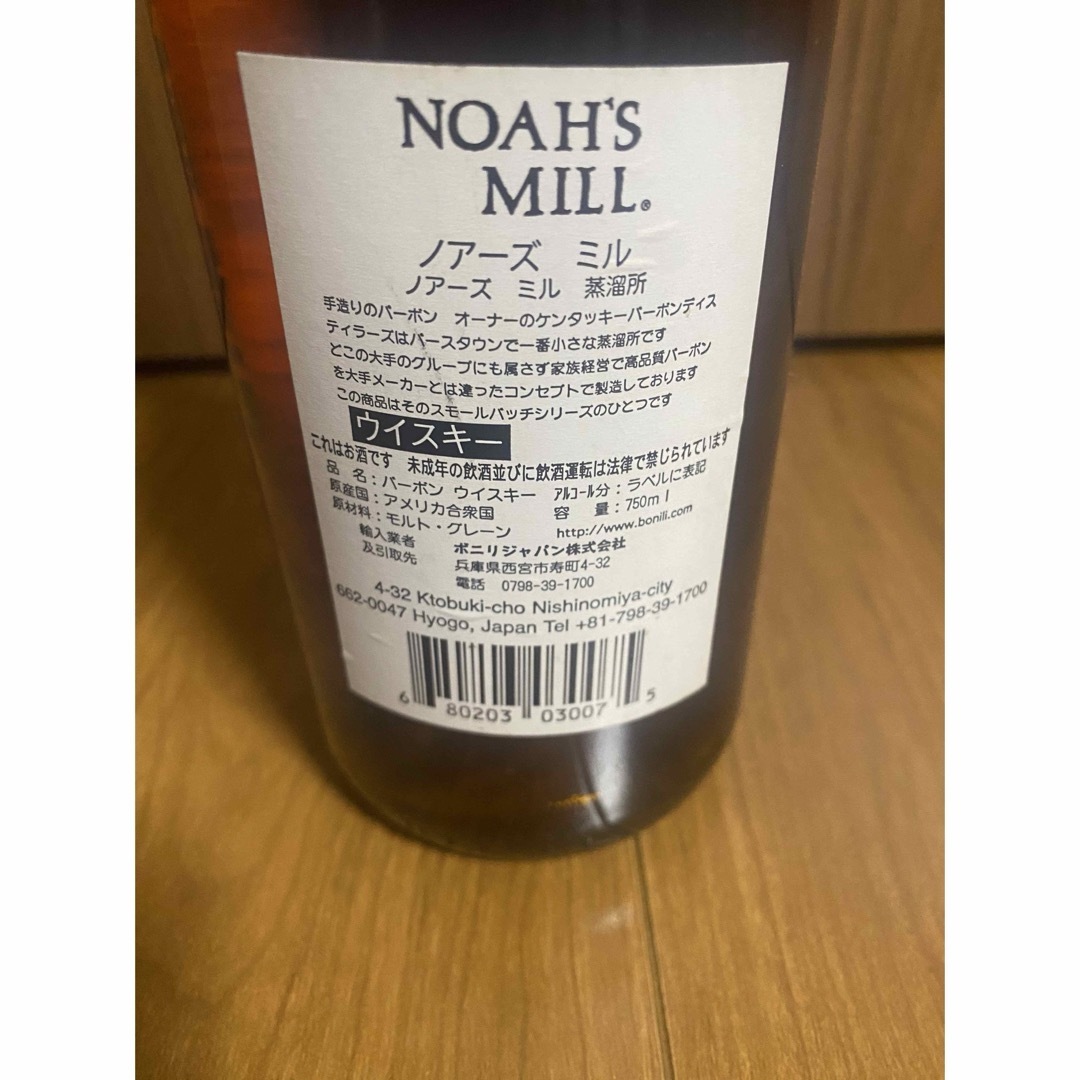 NOAH'S
MILL®
ノアーズ ミル
ノアーズ ミル 蒸溜所
手造りのバーボン オーナーのケンタッキーバーボンディス
ティラーズはバースタウンで一番小さな蒸溜所です
どこの大手のグループにも属さず家族経営で高品質バーボン
を大手メーカーとは違ったコンセプトで製造しております
この商品はそのスモールバッチシリーズのひとつです
ウイスキー
これはお酒です 未成年の飲酒並びに飲酒運転は法律で禁じられています
品 名：バーボン ウイスキー アルコール分：ラベルに表記
原産国：アメリカ合衆国 容 量：750ml
原材料：モルト・グレーン http://www.bonili.com
輸入業者 ボニリジャパン株式会社
及引取先 兵庫県西宮市寿町4-32
電話 0798-39-1700
4-32 Ktobuki-cho Nishinomiya-city
662-0047 Hyogo, Japan Tel +81-798-39-1700
6 80203 03007 5